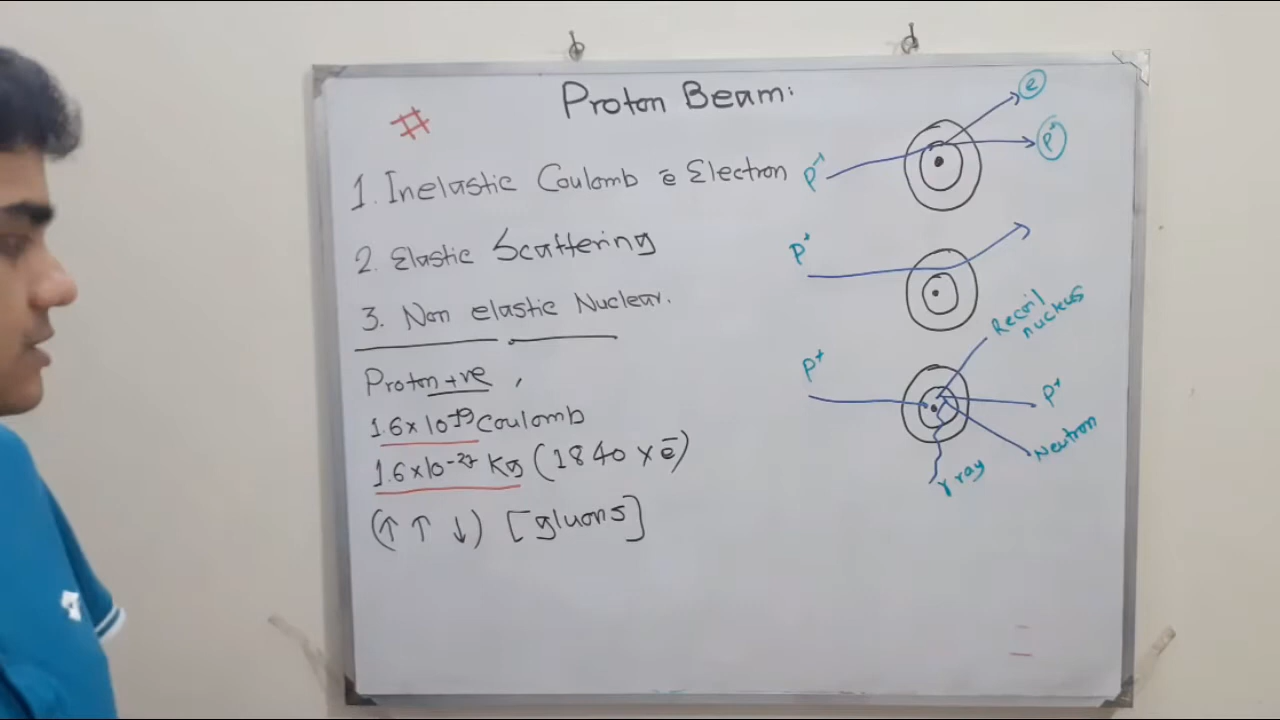 Proton Beam:
#
1. Inelastic Coulomb ē Electron
2. Elastic Scattering
3. Non elastic Nuclear.
Proton +ve ,
1.6×10⁻¹⁹ Coulomb
1.6×10⁻²⁷ Kg (1840 × ē)
(↑ ↑ ↓) [gluons]
P⁺
e
P⁺
P⁺
P⁺
Recoil nucleus
P⁺
Neutron
γ ray